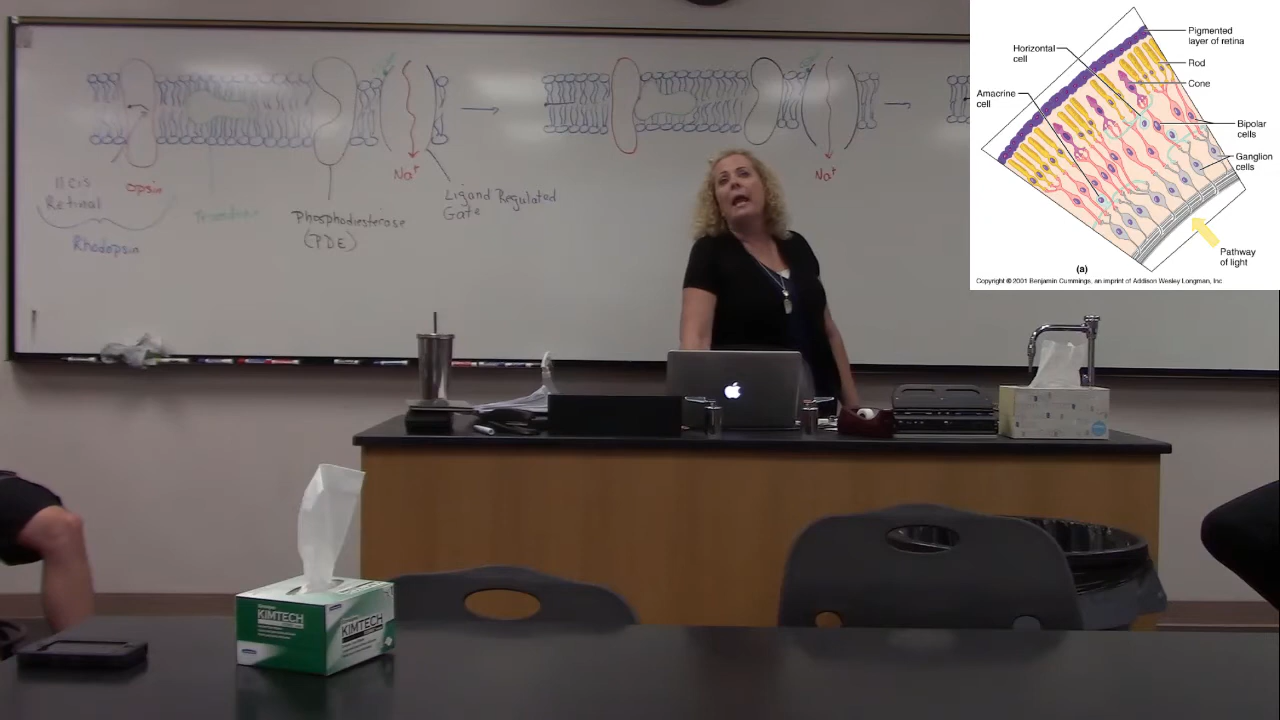 11 cis
Retinal
opsin
Rhodopsin
Transducin
Phosphodiesterase
(PDE)
Na⁺
Ligand Regulated
Gate
Na⁺
Pigmented
layer of retina
Horizontal
cell
Rod
Cone
Amacrine
cell
Bipolar
cells
Ganglion
cells
Pathway
of light
(a)
Copyright © 2001 Benjamin Cummings, an imprint of Addison Wesley Longman, Inc
KIMTECH
KIMTECH